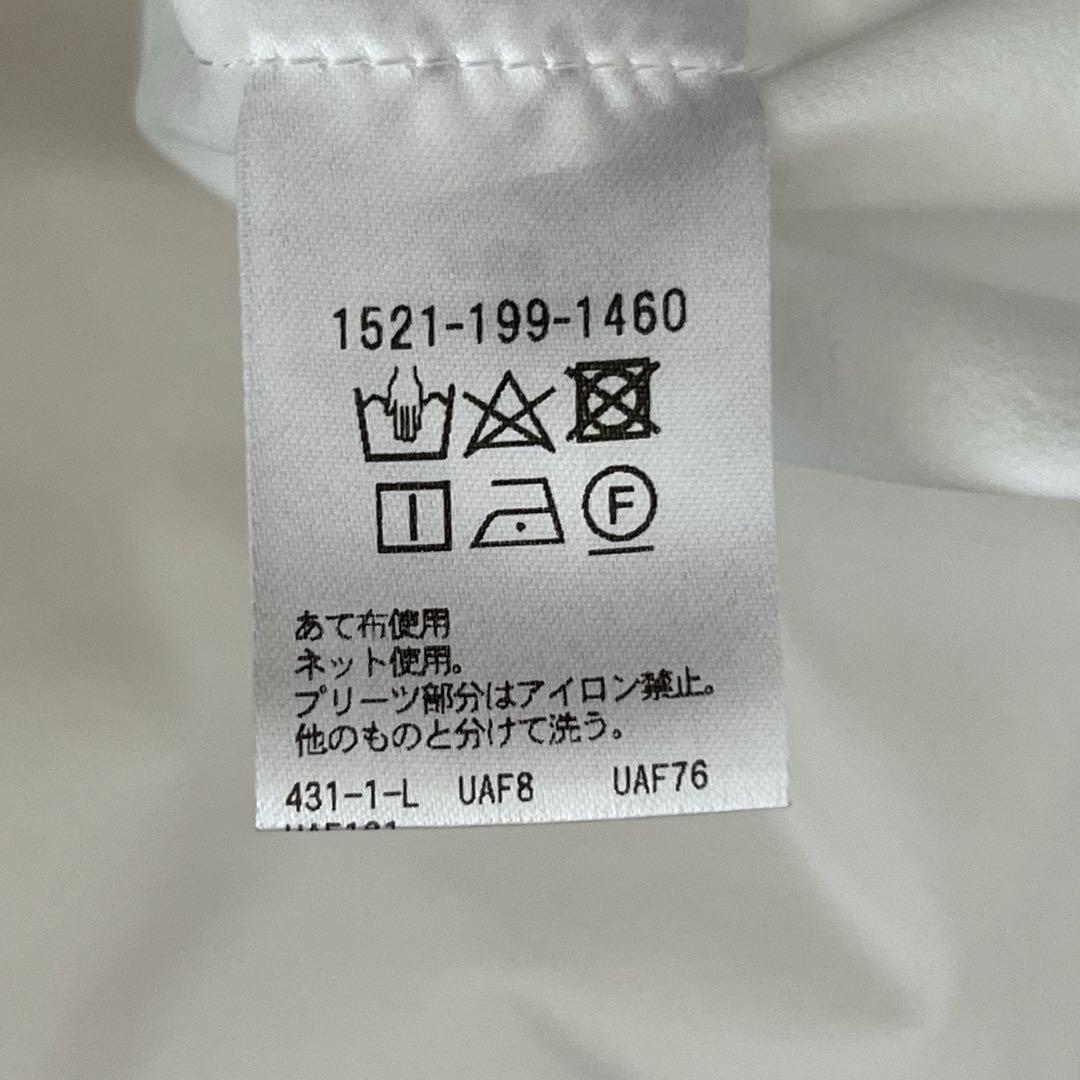 1521-199-1460
F
あて布使用
ネット使用。
プリーツ部分はアイロン禁止。
他のものと分けて洗う。
431-1-L UAF8 UAF76